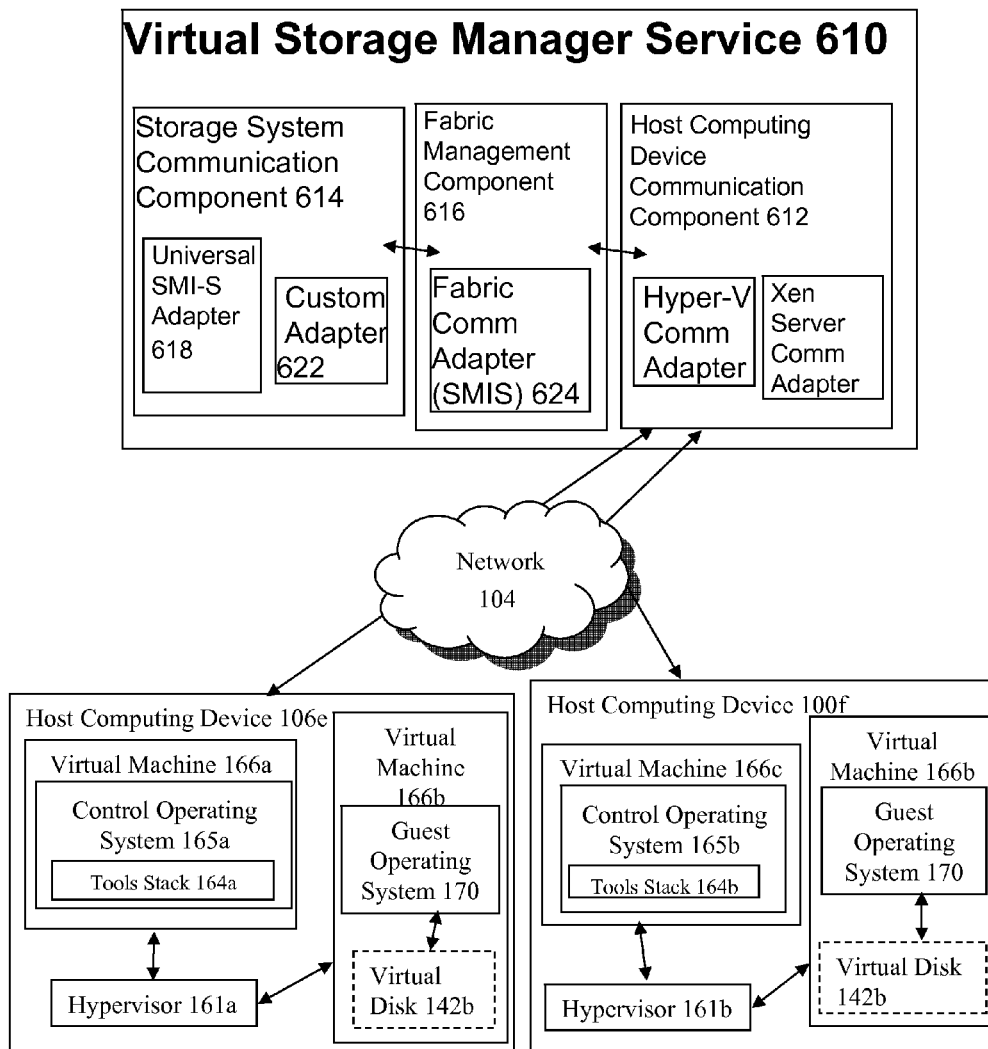 Virtual Storage Manager Service 610
Storage System
Communication
Component 614
Universal
SMI-S
Adapter
618
Custom
Adapter
622
Fabric
Management
Component
616
Fabric
Comm
Adapter
(SMIS) 624
Host Computing
Device
Communication
Component 612
Hyper-V
Comm
Adapter
Xen
Server
Comm
Adapter
Network
104
Host Computing Device 106e
Virtual Machine 166a
Control Operating
System 165a
Tools Stack 164a
Hypervisor 161a
Virtual
Machine
166b
Guest
Operating
System 170
Virtual
Disk 142b
Host Computing Device 100f
Virtual Machine 166c
Control Operating
System 165b
Tools Stack 164b
Hypervisor 161b
Virtual
Machine 166b
Guest
Operating
System 170
Virtual Disk
142b